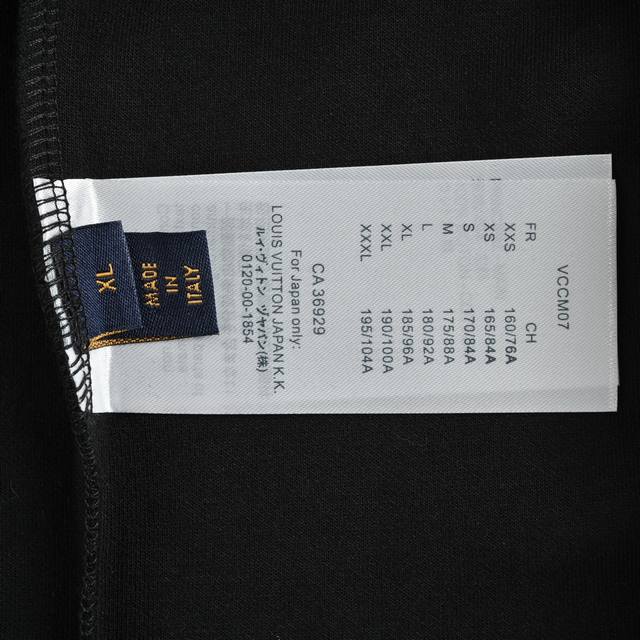 VCCM07
FR CH
XXS 160/76A
XS 165/84A
S 170/84A
M 175/88A
L 180/92A
XL 185/96A
XXL 190/100A
XXXL 195/104A
CA 36929
For Japan only:
LOUIS VUITTON JAPAN K.K.
ルイ・ヴィトン ジャパン(株)
0120-00-1854
XL
MADE
IN
ITALY